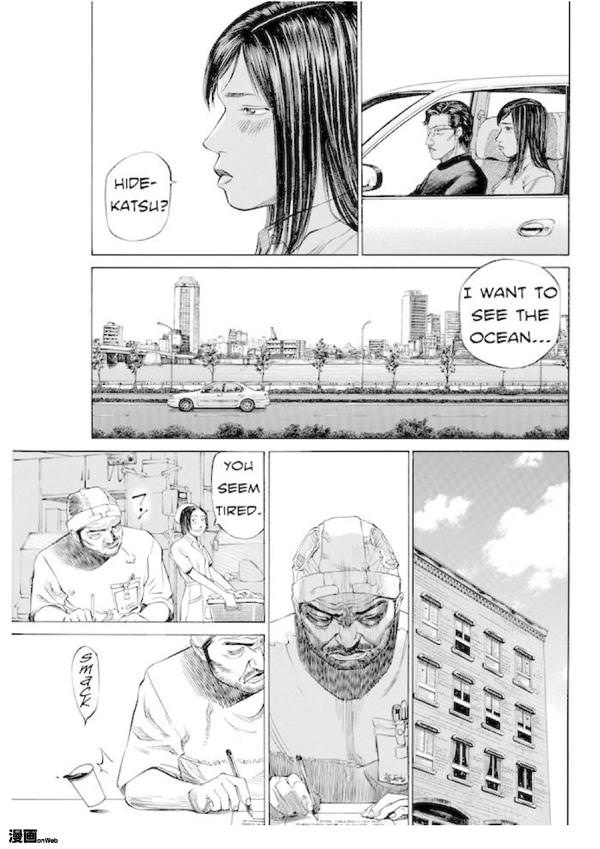 HIDE-
KATSU?
I WANT TO
SEE THE
OCEAN...
YOU
SEEM
TIRED.
?
smack
漫画onWeb